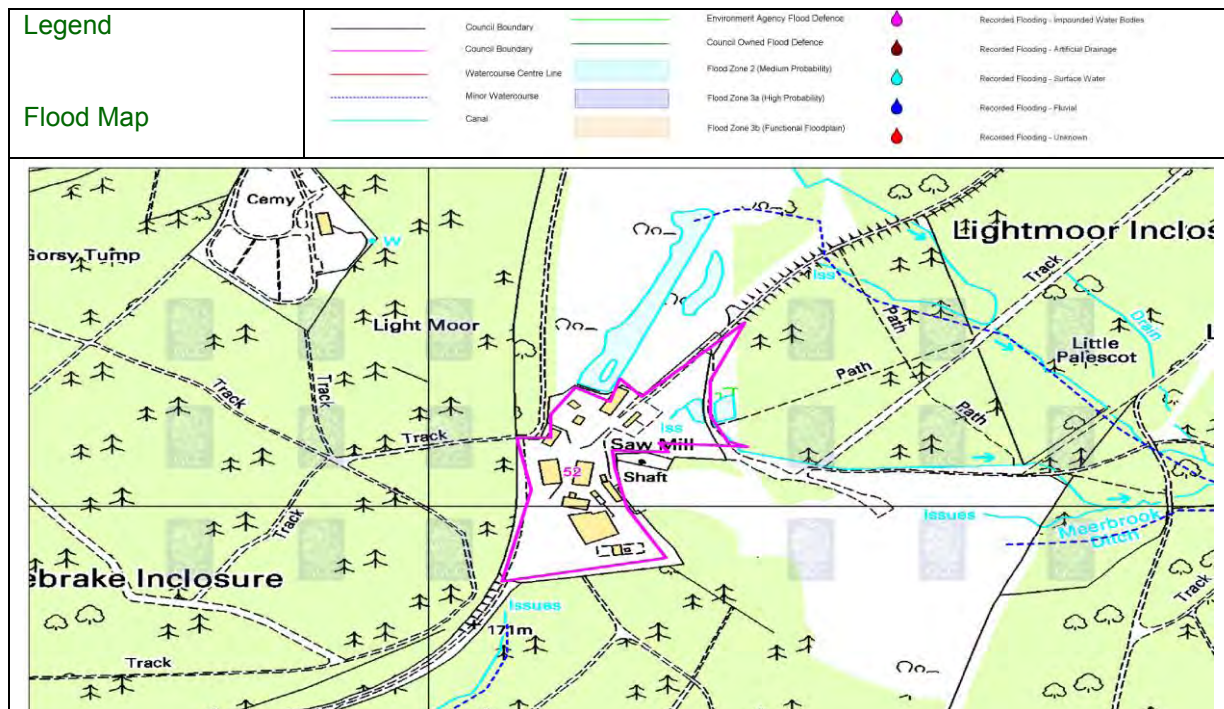 Legend
Flood Map
Council Boundary
Council Boundary
Watercourse Centre Line
Minor Watercourse
Canal
Environment Agency Flood Defence
Council Owned Flood Defence
Flood Zone 2 (Medium Probability)
Flood Zone 3a (High Probability)
Flood Zone 3b (Functional Floodplain)
Recorded Flooding - Impounded Water Bodies
Recorded Flooding - Artificial Drainage
Recorded Flooding - Surface Water
Recorded Flooding - Fluvial
Recorded Flooding - Unknown
Cemy
W
Gorsy Tump
Lightmoor Inclos
Track
Iss
Path
Drain
Light Moor
Little
Palescot
L
Path
Track
Track
Path
Track
Iss
Saw Mill
52
Shaft
Issues
Meerbrook
Ditch
Track
ebrake Inclosure
Issues
171m
Track
Track